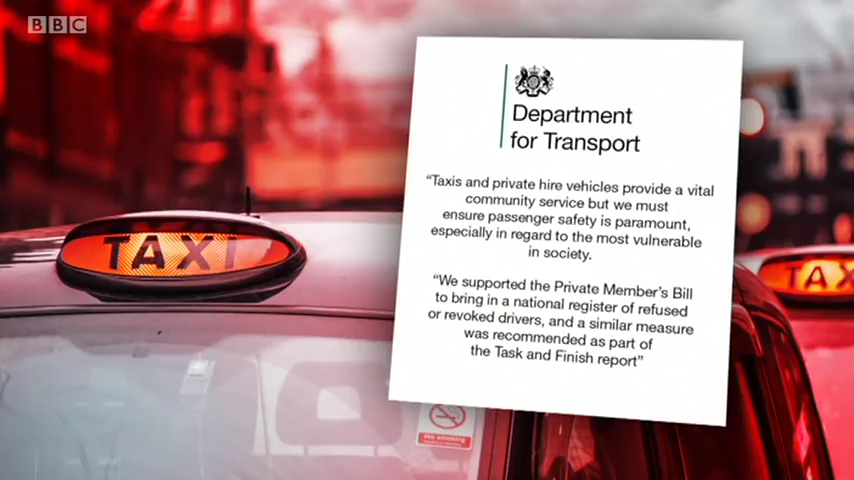 BBC
TAXI
Department
for Transport
“Taxis and private hire vehicles provide a vital
community service but we must
ensure passenger safety is paramount,
especially in regard to the most vulnerable
in society.
“We supported the Private Member’s Bill
to bring in a national register of refused
or revoked drivers, and a similar measure
was recommended as part of
the Task and Finish report”
TAX
No smoking